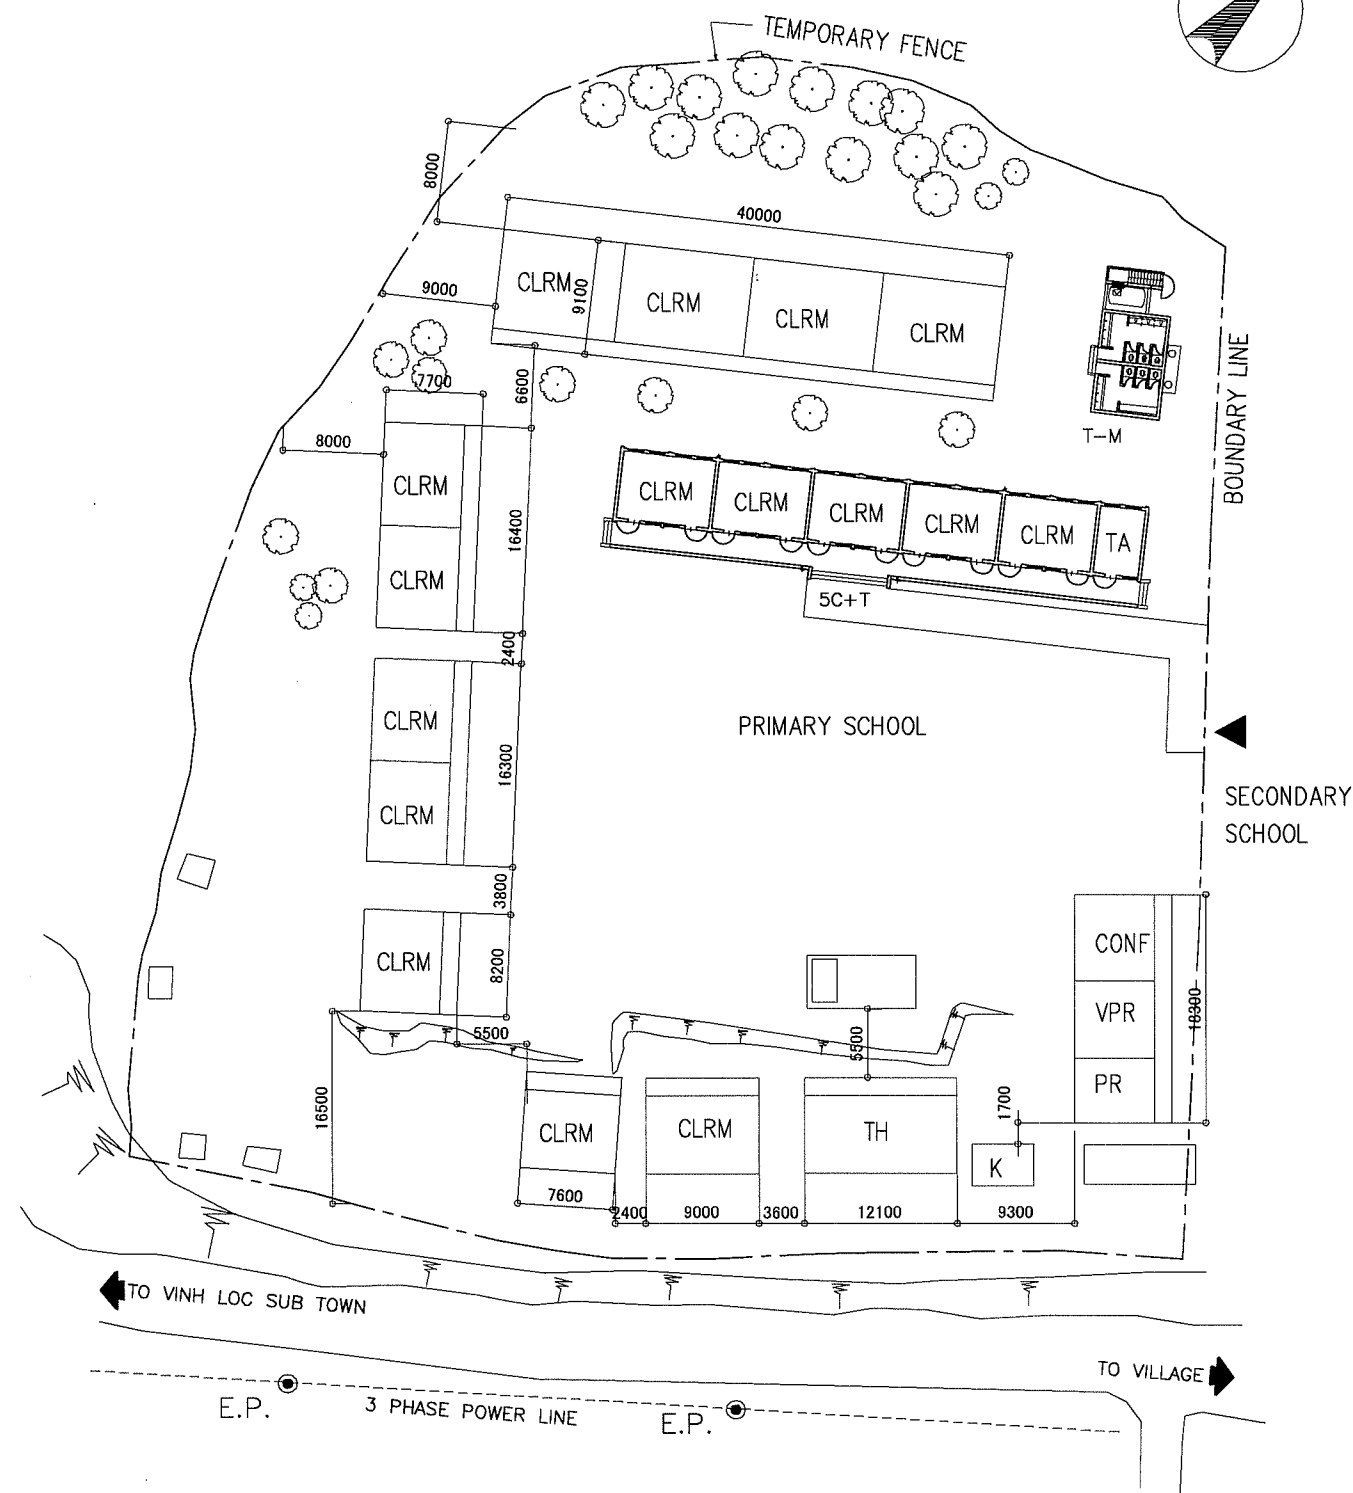 TEMPORARY FENCE
8000
40000
9000
CLRM
9100
CLRM
CLRM
CLRM
7700
6600
8000
BOUNDARY LINE
T-M
CLRM
16400
CLRM
CLRM
CLRM
CLRM
CLRM
CLRM
TA
5C+T
CLRM
2400
CLRM
16300
CLRM
PRIMARY SCHOOL
SECONDARY
SCHOOL
3800
CLRM
8200
CONF
18300
VPR
PR
5500
5500
16500
1700
CLRM
CLRM
TH
K
7600
2400
9000
3600
12100
9300
TO VINH LOC SUB TOWN
TO VILLAGE
E.P.
3 PHASE POWER LINE
E.P.